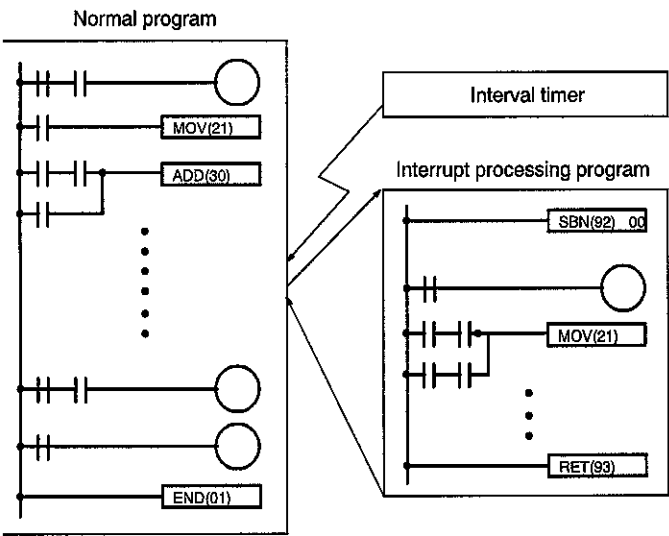 Normal program
MOV(21)
ADD(30)
END(01)
Interval timer
Interrupt processing program
SBN(92) 00
MOV(21)
RET(93)